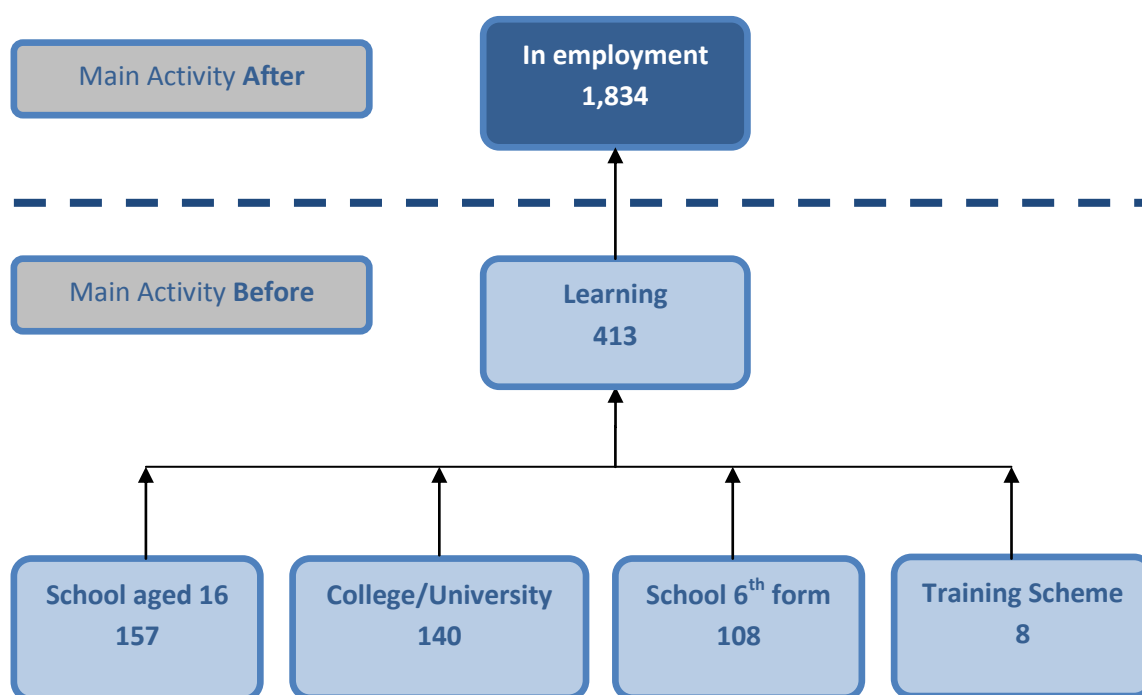 Main Activity After
In employment
1,834
Main Activity Before
Learning
413
School aged 16
157
College/University
140
School 6th form
108
Training Scheme
8